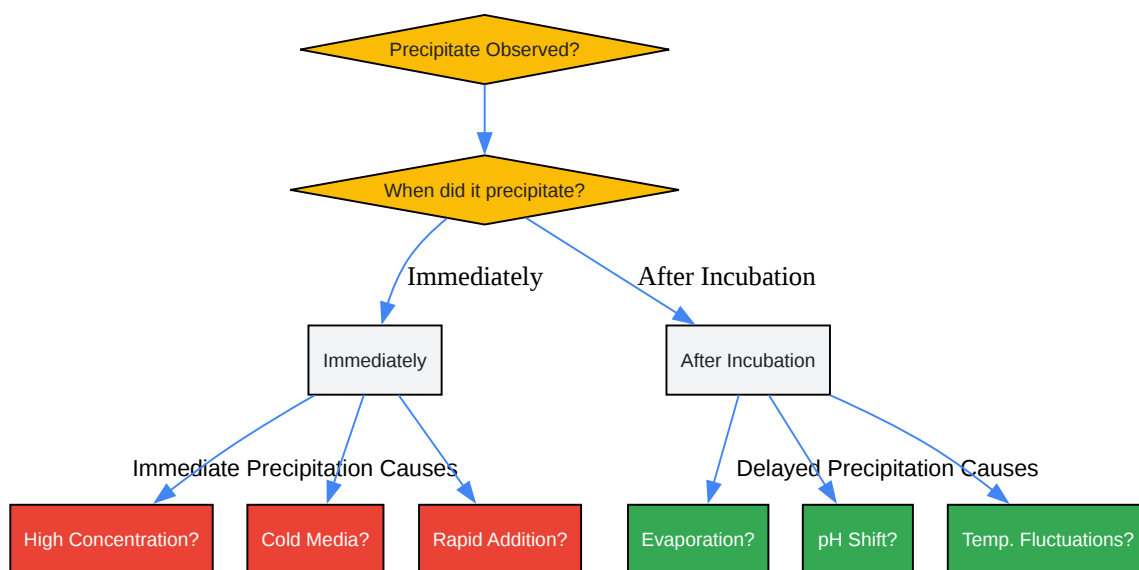 Precipitate Observed?
When did it precipitate?
Immediately
After Incubation
Immediately
After Incubation
Immediate Precipitation Causes
Delayed Precipitation Causes
High Concentration?
Cold Media?
Rapid Addition?
Evaporation?
pH Shift?
Temp. Fluctuations?